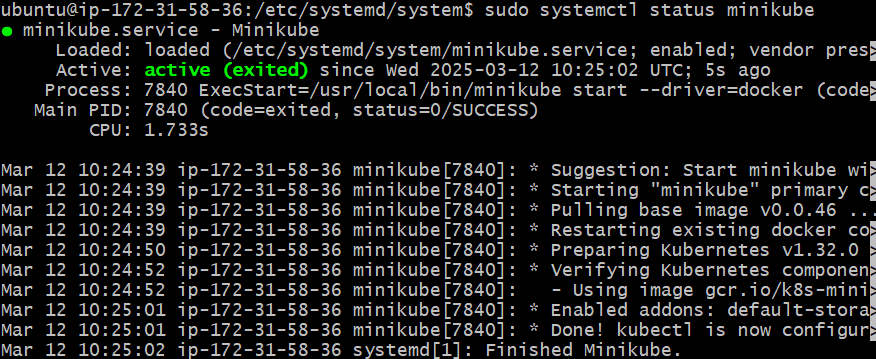 ubuntu@ip-172-31-58-36:/etc/systemd/system$ sudo systemctl status minikube
● minikube.service - Minikube
     Loaded: loaded (/etc/systemd/system/minikube.service; enabled; vendor pres>
     Active: active (exited) since Wed 2025-03-12 10:25:02 UTC; 5s ago
    Process: 7840 ExecStart=/usr/local/bin/minikube start --driver=docker (code>
   Main PID: 7840 (code=exited, status=0/SUCCESS)
        CPU: 1.733s

Mar 12 10:24:39 ip-172-31-58-36 minikube[7840]: * Suggestion: Start minikube wi>
Mar 12 10:24:39 ip-172-31-58-36 minikube[7840]: * Starting "minikube" primary c>
Mar 12 10:24:39 ip-172-31-58-36 minikube[7840]: * Pulling base image v0.0.46 ...
Mar 12 10:24:39 ip-172-31-58-36 minikube[7840]: * Restarting existing docker co>
Mar 12 10:24:50 ip-172-31-58-36 minikube[7840]: * Preparing Kubernetes v1.32.0 >
Mar 12 10:24:52 ip-172-31-58-36 minikube[7840]: * Verifying Kubernetes componen>
Mar 12 10:24:52 ip-172-31-58-36 minikube[7840]:   - Using image gcr.io/k8s-mini>
Mar 12 10:25:01 ip-172-31-58-36 minikube[7840]: * Enabled addons: default-stora>
Mar 12 10:25:01 ip-172-31-58-36 minikube[7840]: * Done! kubectl is now configur>
Mar 12 10:25:02 ip-172-31-58-36 systemd[1]: Finished Minikube.